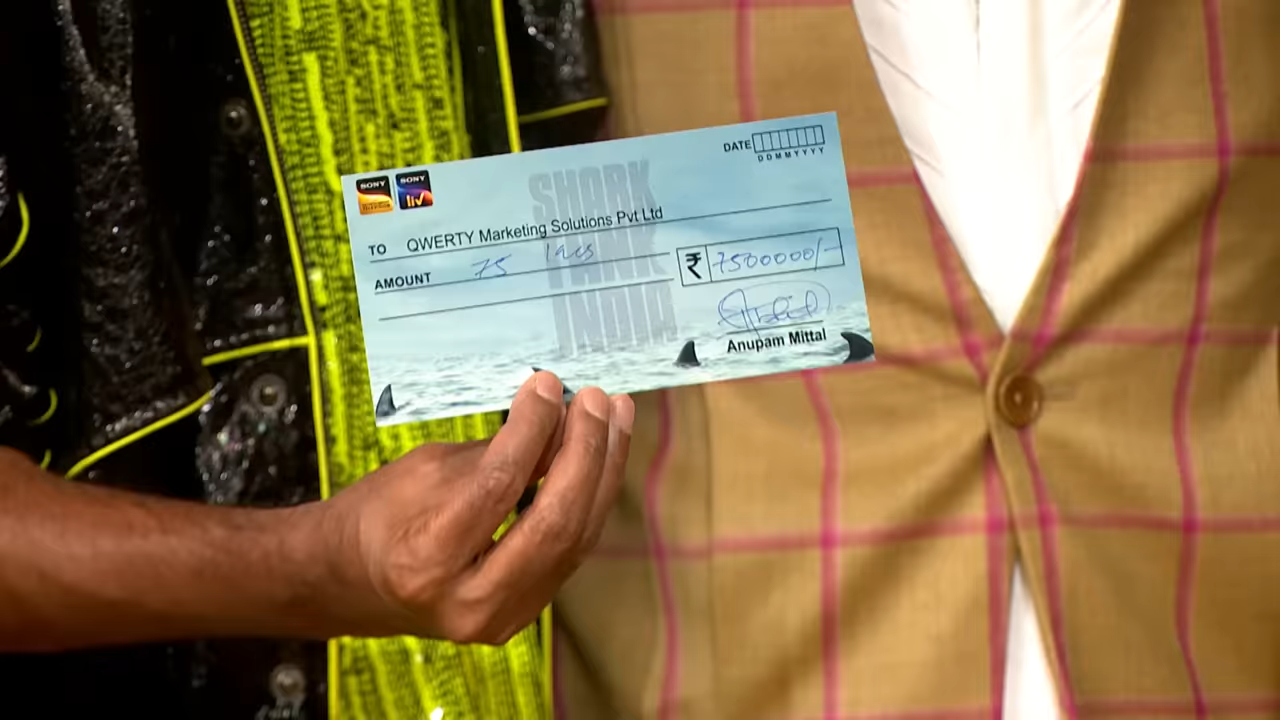 SONY
SONY
liv
SHARK
TANK
INDIA
DATE
DDMMYYYY
TO QWERTY Marketing Solutions Pvt Ltd
AMOUNT 75 lacs
₹ 7500000/-
Anupam Mittal